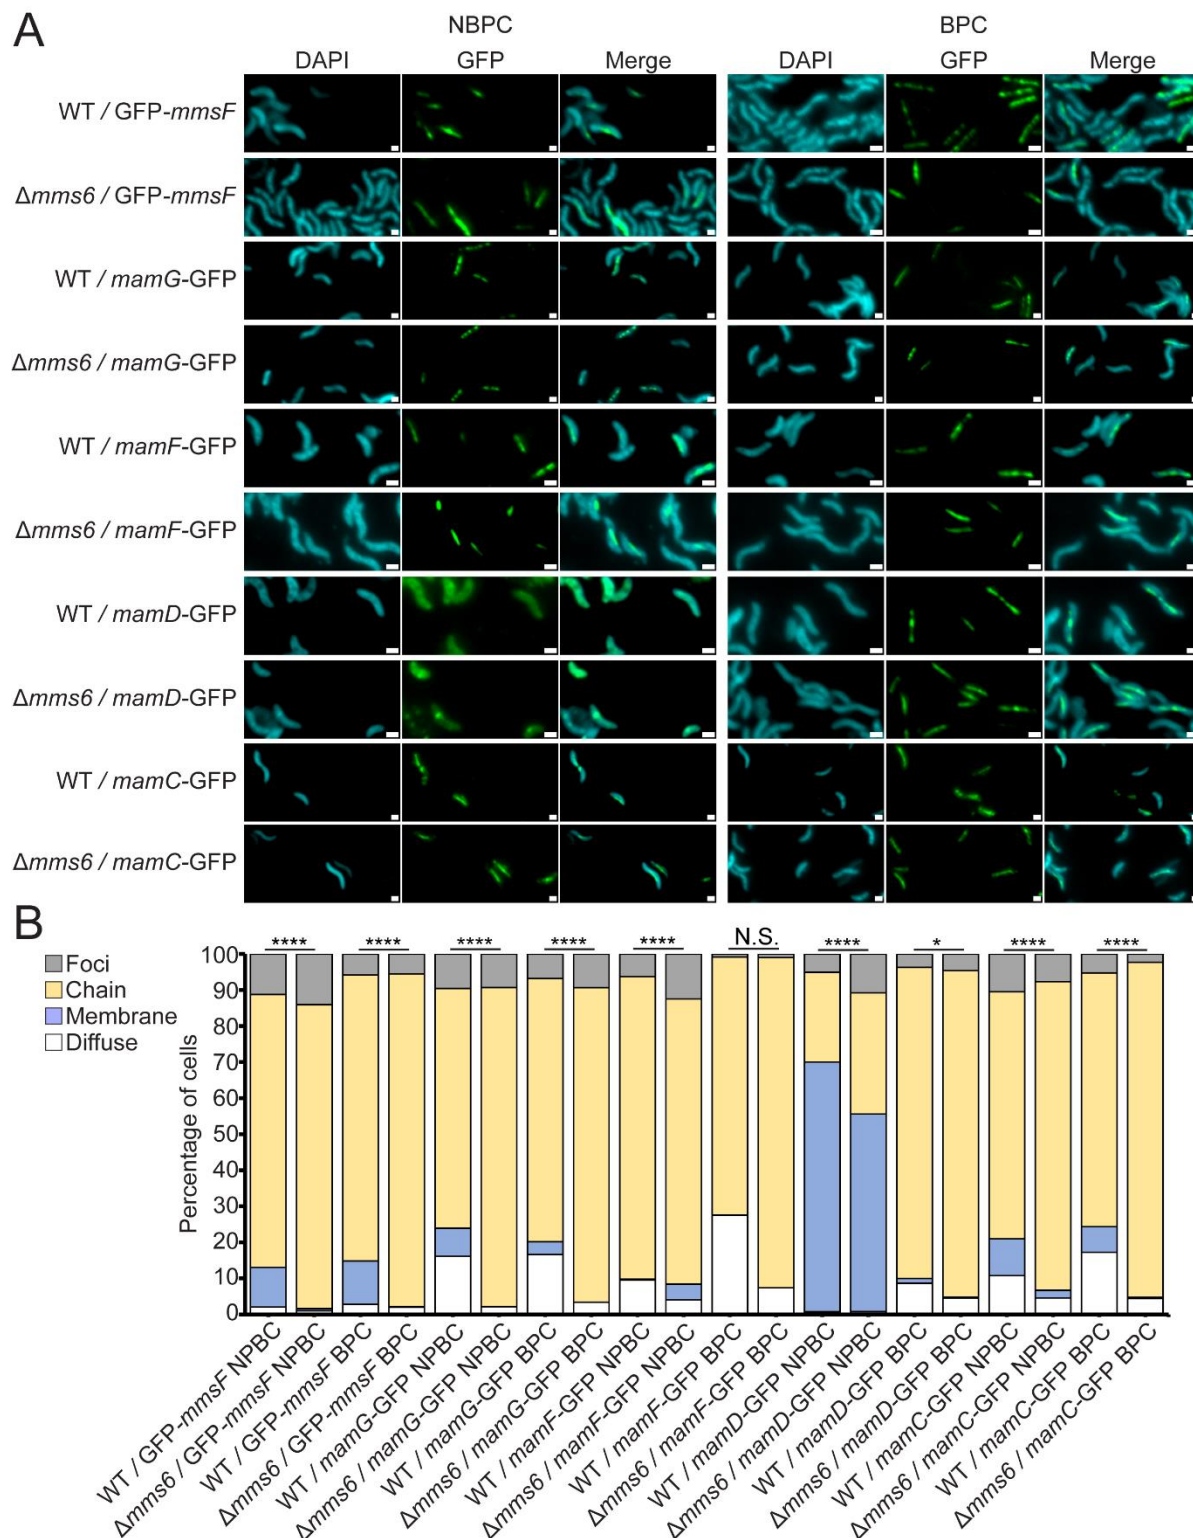 A
NBPC
BPC
DAPI GFP Merge DAPI GFP Merge
WT / GFP-mmsF
Δmms6 / GFP-mmsF
WT / mamG-GFP
Δmms6 / mamG-GFP
WT / mamF-GFP
Δmms6 / mamF-GFP
WT / mamD-GFP
Δmms6 / mamD-GFP
WT / mamC-GFP
Δmms6 / mamC-GFP
B
Foci
Chain
Membrane
Diffuse
Percentage of cells
100
90
80
70
60
50
40
30
20
10
0
**** **** **** **** **** N.S. **** * **** ****
WT / GFP-mmsF NPBC
Δmms6 / GFP-mmsF NPBC
WT / GFP-mmsF BPC
Δmms6 / GFP-mmsF BPC
WT / mamG-GFP NPBC
Δmms6 / mamG-GFP NPBC
WT / mamG-GFP BPC
Δmms6 / mamG-GFP BPC
WT / mamF-GFP NPBC
Δmms6 / mamF-GFP NPBC
WT / mamF-GFP BPC
Δmms6 / mamF-GFP BPC
WT / mamD-GFP NPBC
Δmms6 / mamD-GFP NPBC
WT / mamD-GFP BPC
Δmms6 / mamD-GFP BPC
WT / mamC-GFP NPBC
Δmms6 / mamC-GFP NPBC
WT / mamC-GFP BPC
Δmms6 / mamC-GFP BPC